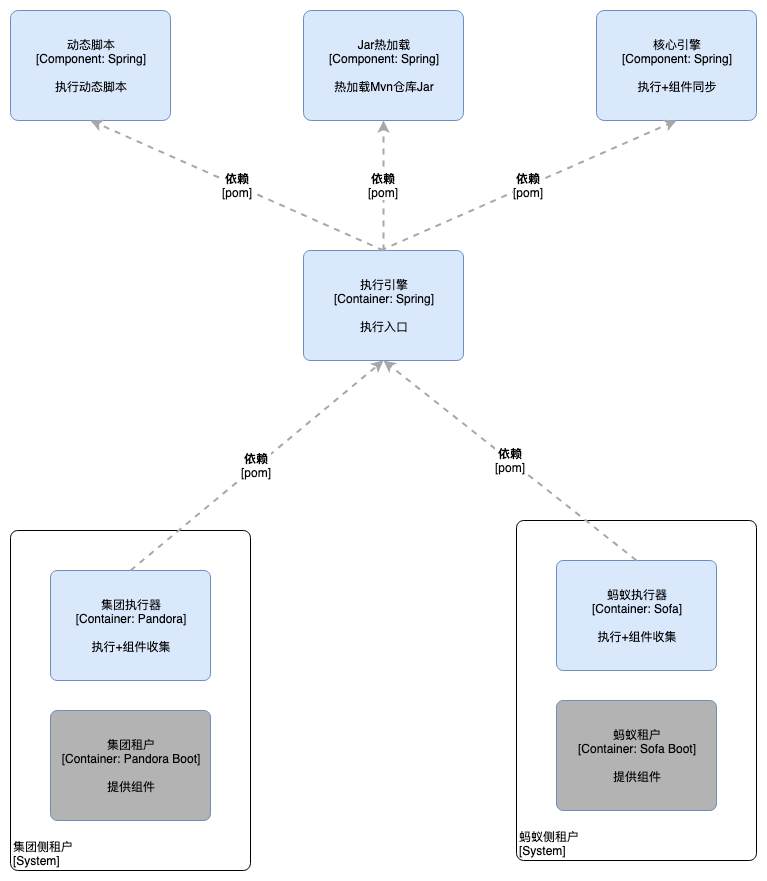 动态脚本
[Component: Spring]
执行动态脚本
Jar热加载
[Component: Spring]
热加载Mvn仓库Jar
核心引擎
[Component: Spring]
执行+组件同步
依赖
[pom]
依赖
[pom]
依赖
[pom]
执行引擎
[Container: Spring]
执行入口
依赖
[pom]
依赖
[pom]
集团执行器
[Container: Pandora]
执行+组件收集
集团租户
[Container: Pandora Boot]
提供组件
集团侧租户
[System]
蚂蚁执行器
[Container: Sofa]
执行+组件收集
蚂蚁租户
[Container: Sofa Boot]
提供组件
蚂蚁侧租户
[System]